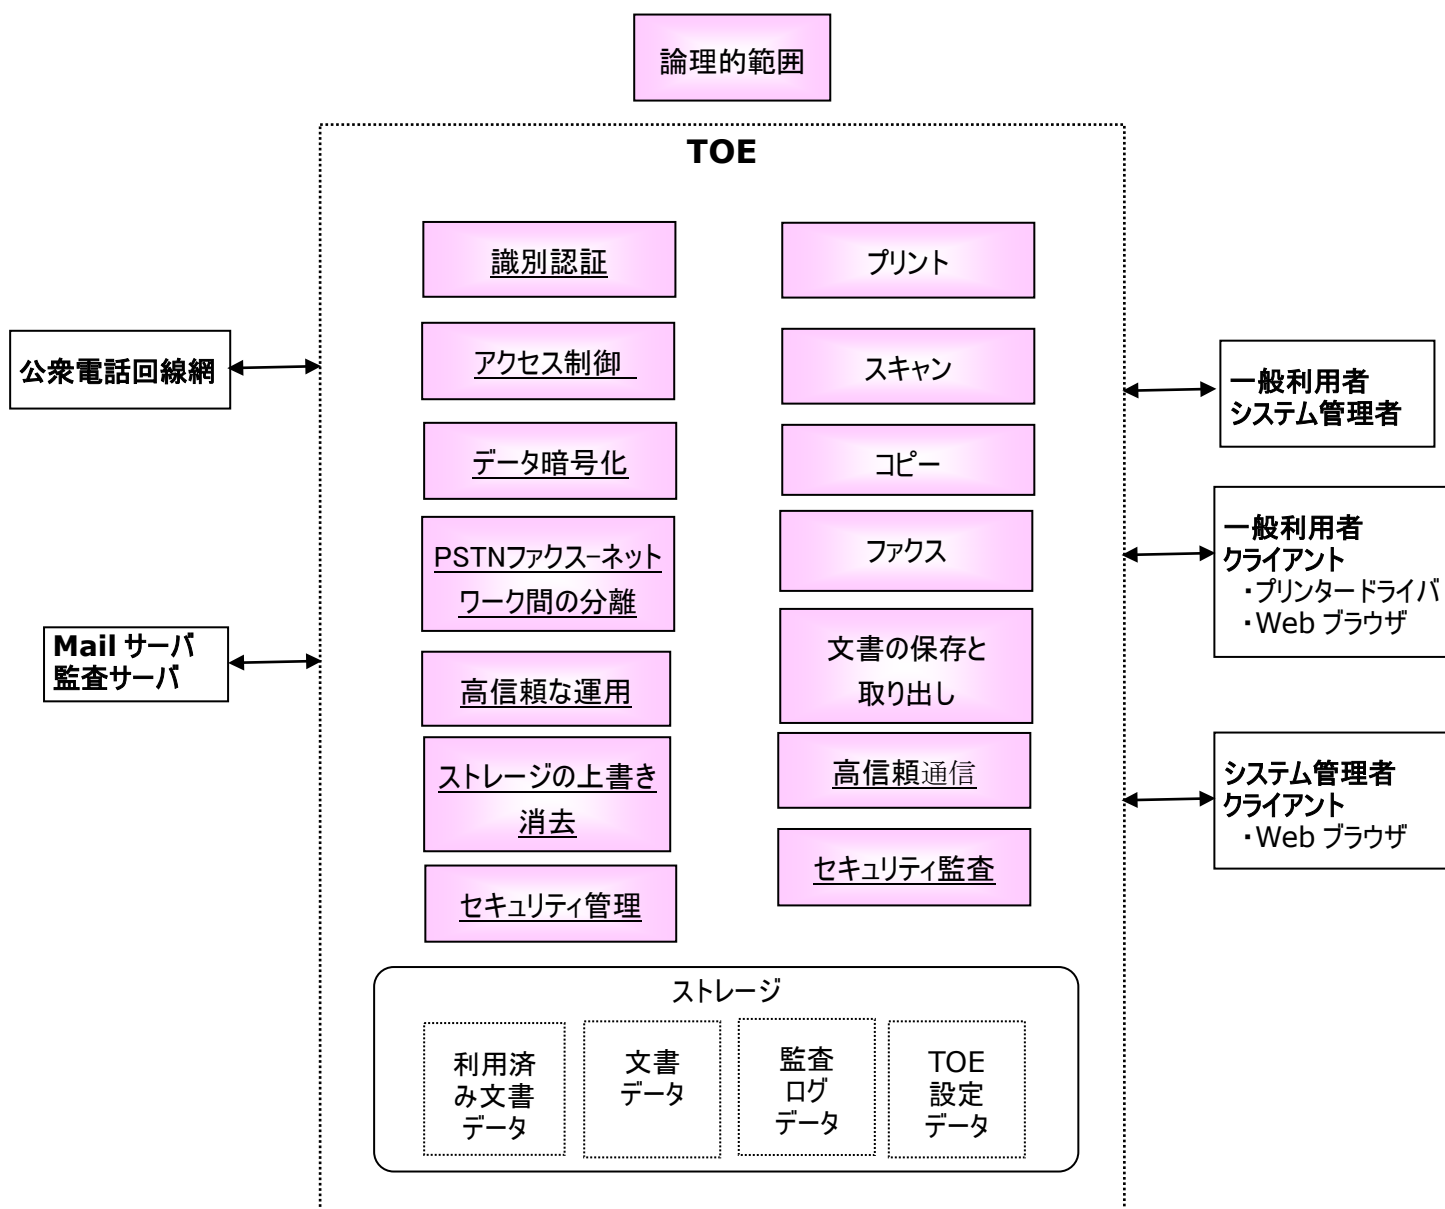 論理的範囲
TOE
識別認証
アクセス制御
データ暗号化
PSTNファクス−ネット
ワーク間の分離
高信頼な運用
ストレージの上書き
消去
セキュリティ管理
プリント
スキャン
コピー
ファクス
文書の保存と
取り出し
高信頼通信
セキュリティ監査
公衆電話回線網
Mail サーバ
監査サーバ
一般利用者
システム管理者
一般利用者
クライアント
・プリンタードライバ
・Web ブラウザ
システム管理者
クライアント
・Web ブラウザ
ストレージ
利用済
み文書
データ
文書
データ
監査
ログ
データ
TOE
設定
データ